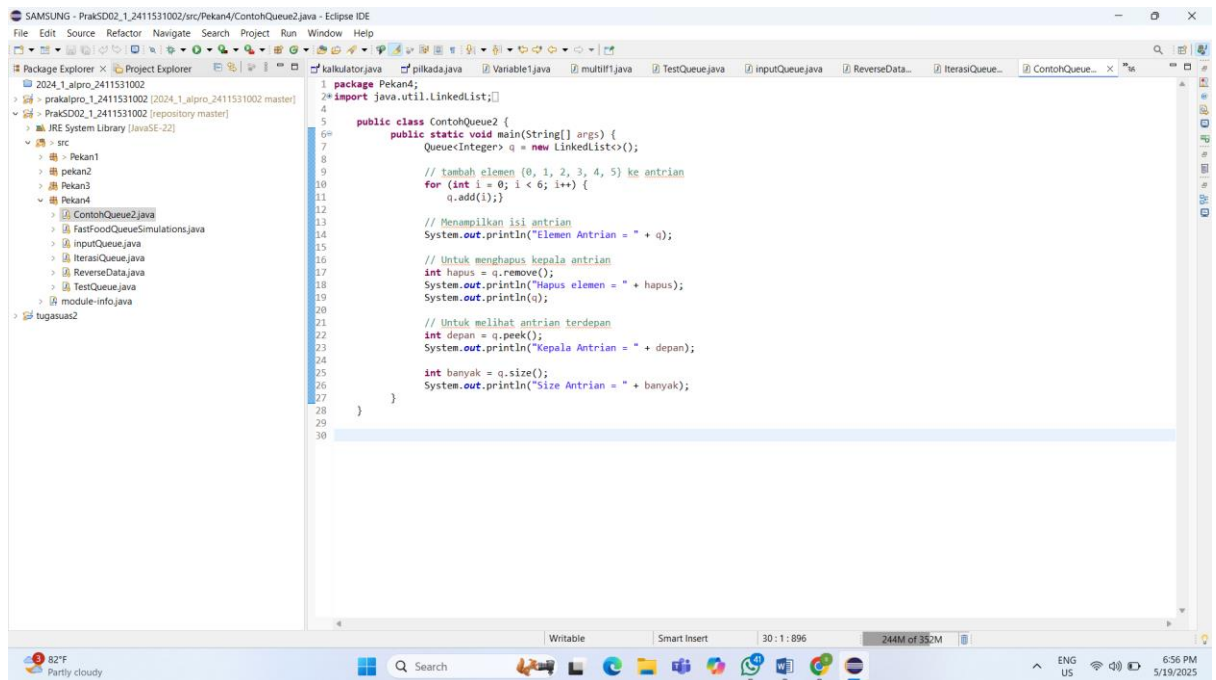 SAMSUNG - PrakSD02_1_2411531002/src/Pekan4/ContohQueue2.java - Eclipse IDE
File Edit Source Refactor Navigate Search Project Run Window Help
Package Explorer × Project Explorer
kalkulator.java pilkada.java Variable1.java multiIf1.java TestQueue.java inputQueue.java ReverseData... IterasiQueue... ContohQueue... ×
2024_1_alpro_2411531002
> prakalpro_1_2411531002 [2024_1_alpro_2411531002 master]
> PrakSD02_1_2411531002 [repository master]
JRE System Library [JavaSE-22]
> src
> Pekan1
pekan2
Pekan3
Pekan4
ContohQueue2.java
FastFoodQueueSimulations.java
inputQueue.java
IterasiQueue.java
ReverseData.java
TestQueue.java
module-info.java
> tugasuas2
1 package Pekan4;
2 import java.util.LinkedList;
4
5 public class ContohQueue2 {
6 public static void main(String[] args) {
7 Queue<Integer> q = new LinkedList<>();
8
9 // tambah elemen {0, 1, 2, 3, 4, 5} ke antrian
10 for (int i = 0; i < 6; i++) {
11 q.add(i);}
12
13 // Menampilkan isi antrian
14 System.out.println("Elemen Antrian = " + q);
15
16 // Untuk menghapus kepala antrian
17 int hapus = q.remove();
18 System.out.println("Hapus elemen = " + hapus);
19 System.out.println(q);
20
21 // Untuk melihat antrian terdepan
22 int depan = q.peek();
23 System.out.println("Kepala Antrian = " + depan);
24
25 int banyak = q.size();
26 System.out.println("Size Antrian = " + banyak);
27 }
28 }
29
30
Writable Smart Insert 30 : 1 : 896 244M of 352M
3 82°F
Partly cloudy
Search
ENG
US
6:56 PM
5/19/2025